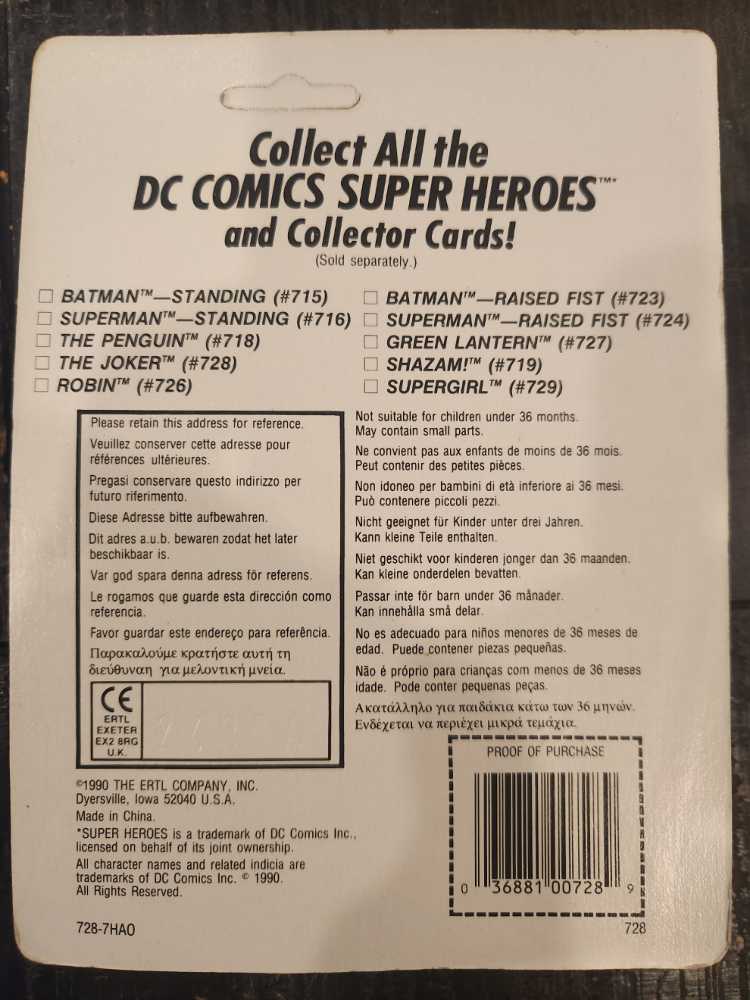 Collect All the
DC COMICS SUPER HEROES™*
and Collector Cards!
(Sold separately.)
BATMAN™—STANDING (#715)
SUPERMAN™—STANDING (#716)
THE PENGUIN™ (#718)
THE JOKER™ (#728)
ROBIN™ (#726)
BATMAN™—RAISED FIST (#723)
SUPERMAN™—RAISED FIST (#724)
GREEN LANTERN™ (#727)
SHAZAM!™ (#719)
SUPERGIRL™ (#729)
Please retain this address for reference.
Veuillez conserver cette adresse pour
références ultérieures.
Pregasi conservare questo indirizzo per
futuro riferimento.
Diese Adresse bitte aufbewahren.
Dit adres a.u.b. bewaren zodat het later
beschikbaar is.
Var god spara denna adress för referens.
Le rogamos que guarde esta dirección como
referencia.
Favor guardar este endereço para referência.
Παρακαλούμε κρατήστε αυτή τη
διεύθυναη για μελοντική μνεία.
CE
ERTL
EXETER
EX2 8RG
U.K.
Not suitable for children under 36 months.
May contain small parts.
Ne convient pas aux enfants de moins de 36 mois.
Peut contenir des petites pièces.
Non idoneo per bambini di età inferiore ai 36 mesi.
Può contenere piccoli pezzi.
Nicht geeignet für Kinder unter drei Jahren.
Kann kleine Teile enthalten.
Niet geschikt voor kinderen jonger dan 36 maanden.
Kan kleine onderdelen bevatten.
Passar inte för barn under 36 månader.
Kan innehålla små delar.
No es adecuado para niños menores de 36 meses de
edad. Puede contener piezas pequeñas.
Não é próprio para crianças com menos de 36 meses
idade. Pode conter pequenas peças.
Ακατάλληλο για παιδάκια κάτω των 36 μηνών.
Ενδέχεται να περιέχει μικρά τεμάχια.
©1990 THE ERTL COMPANY, INC.
Dyersville, Iowa 52040 U.S.A.
Made in China.
*SUPER HEROES is a trademark of DC Comics Inc.,
licensed on behalf of its joint ownership.
All character names and related indicia are
trademarks of DC Comics Inc. © 1990.
All Rights Reserved.
728-7HAO
PROOF OF PURCHASE
0 36881 00728 9
728